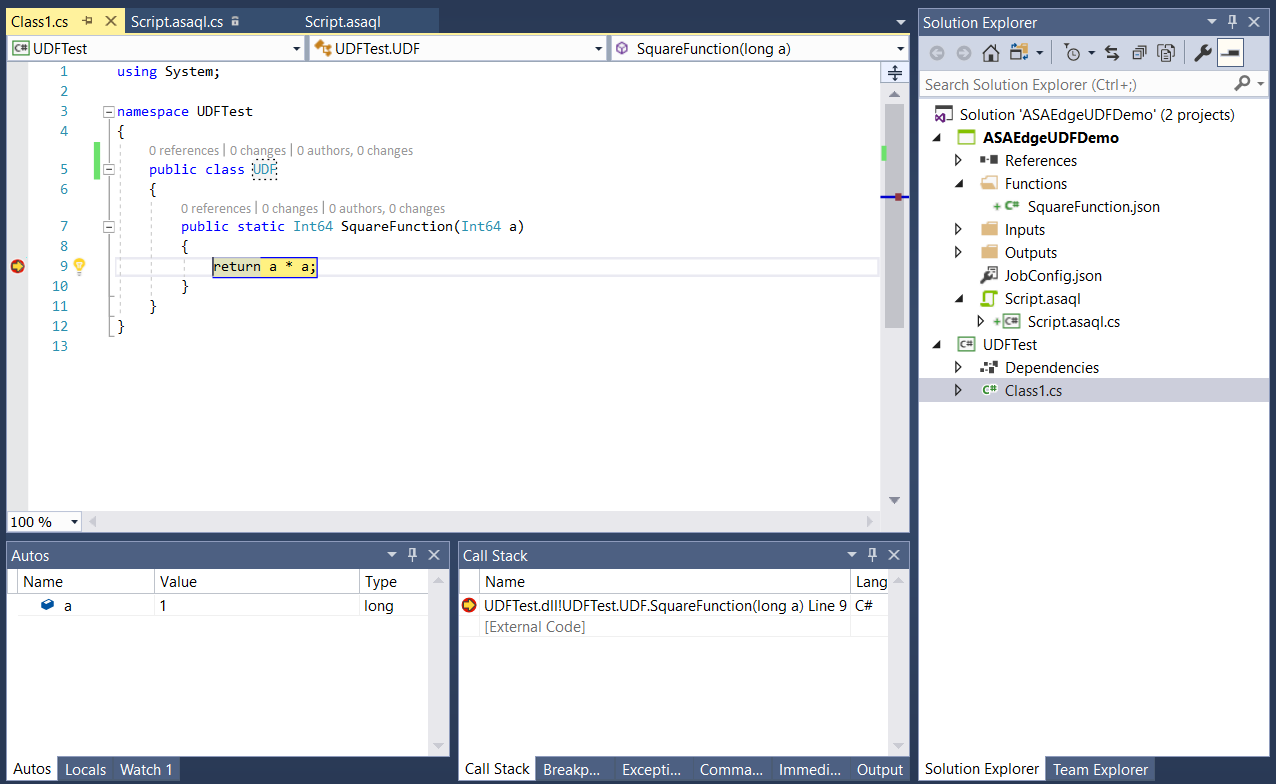 Class1.cs Script.asaql.cs Script.asaql
C# UDFTest UDFTest.UDF SquareFunction(long a)
1 using System;
2
3 namespace UDFTest
4 {
0 references | 0 changes | 0 authors, 0 changes
5 public class UDF
6 {
0 references | 0 changes | 0 authors, 0 changes
7 public static Int64 SquareFunction(Int64 a)
8 {
9 return a * a;
10 }
11 }
12 }
13
100 %
Autos
Name Value Type
a 1 long
Autos Locals Watch 1
Call Stack
Name Lang
UDFTest.dll!UDFTest.UDF.SquareFunction(long a) Line 9 C#
[External Code]
Call Stack Breakp... Excepti... Comma... Immedi... Output
Solution Explorer
Search Solution Explorer (Ctrl+;)
Solution 'ASAEdgeUDFDemo' (2 projects)
ASAEdgeUDFDemo
References
Functions
+ C# SquareFunction.json
Inputs
Outputs
JobConfig.json
Script.asaql
+ C# Script.asaql.cs
C# UDFTest
Dependencies
C# Class1.cs
Solution Explorer Team Explorer